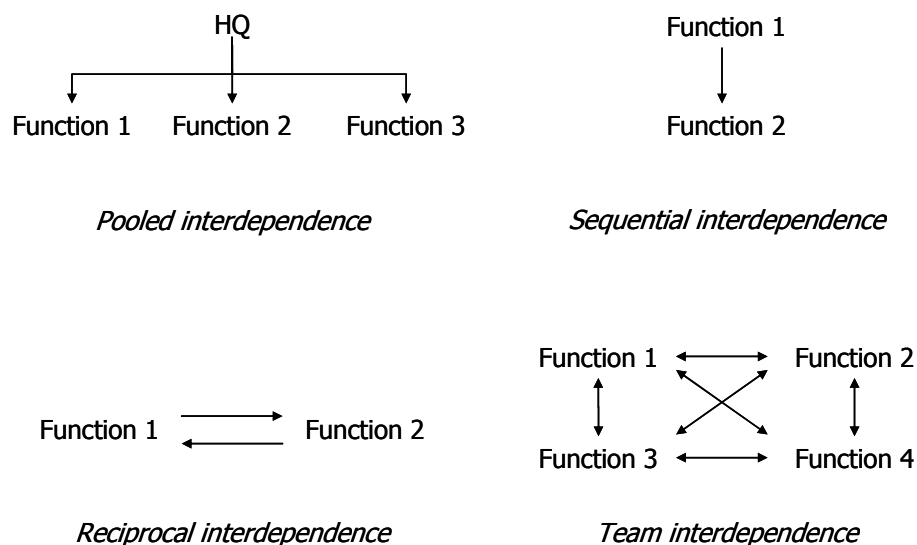 HQ
Function 1
Function 2
Function 3
Pooled interdependence
Function 1
Function 2
Sequential interdependence
Function 1
Function 2
Reciprocal interdependence
Function 1
Function 2
Function 3
Function 4
Team interdependence